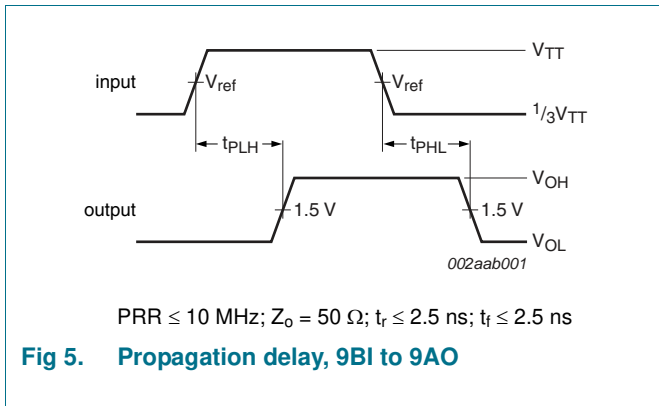 V_TT
input
V_ref
V_ref
1/3V_TT
t_PLH
t_PHL
V_OH
output
1.5 V
1.5 V
V_OL
002aab001
PRR ≤ 10 MHz; Z_o = 50 Ω; t_r ≤ 2.5 ns; t_f ≤ 2.5 ns
Fig 5. Propagation delay, 9BI to 9AO